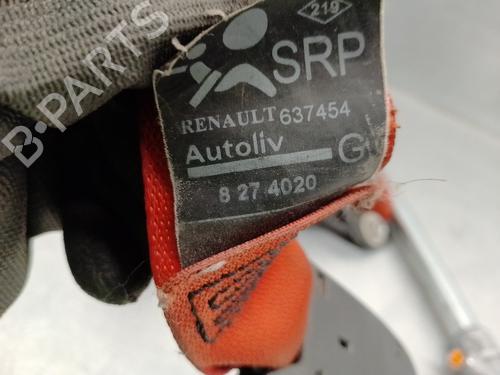 219
SRP
RENAULT 637454
Autoliv G
8 27 4020
B-PARTS